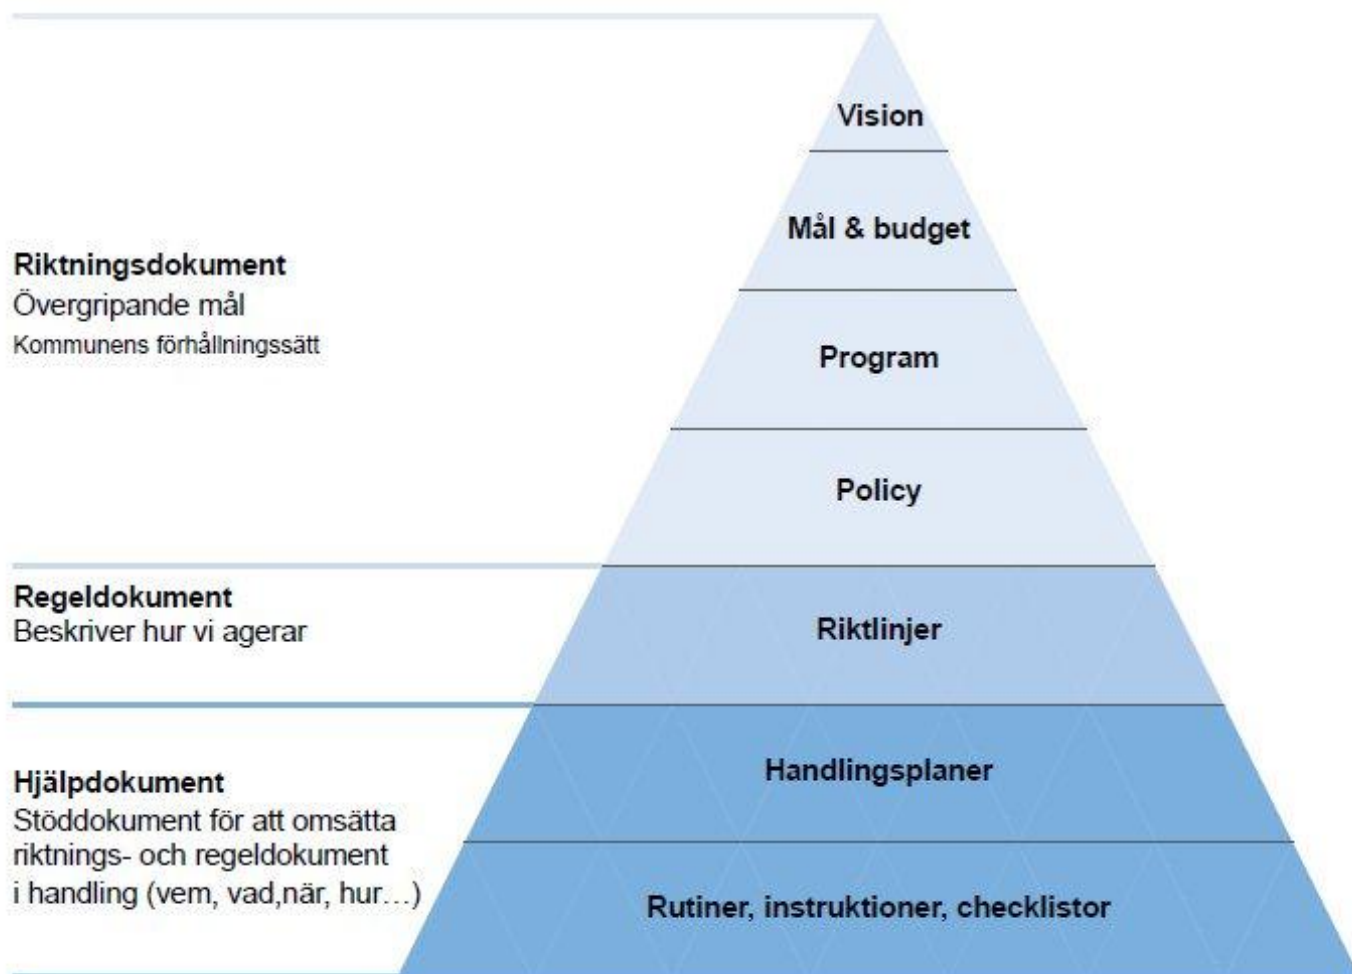 Vision
Mål & budget
Riktningsdokument
Övergripande mål
Kommunens förhållningssätt
Program
Policy
Regeldokument
Beskriver hur vi agerar
Riktlinjer
Hjälpdokument
Stöddokument för att omsätta
riktnings- och regeldokument
i handling (vem, vad,när, hur…)
Handlingsplaner
Rutiner, instruktioner, checklistor